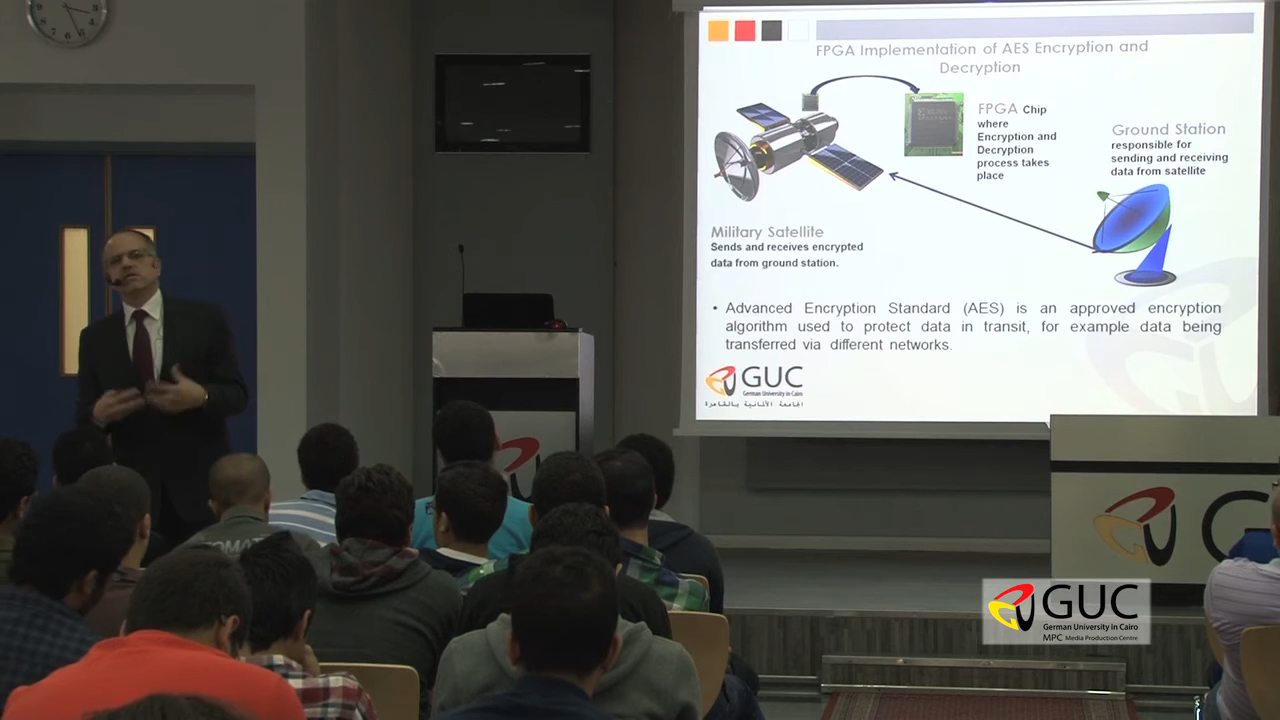 FPGA Implementation of AES Encryption and
Decryption
FPGA Chip
where
Encryption and
Decryption
process takes
place
Ground Station
responsible for
sending and receiving
data from satellite
Military Satellite
Sends and receives encrypted
data from ground station.
• Advanced Encryption Standard (AES) is an approved encryption
algorithm used to protect data in transit, for example data being
transferred via different networks.
GUC
German University in Cairo
الجامعة الألمانية بالقاهرة
GUC
German University in Cairo
MPC Media Production Centre